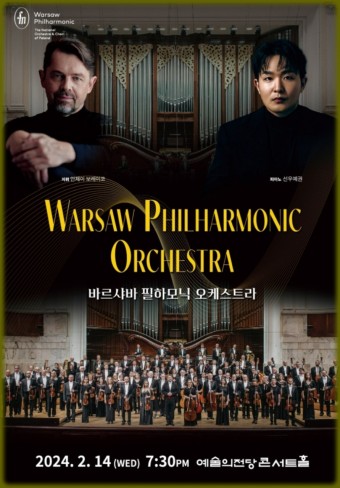 Warsaw
Philharmonic
The National
Orchestra & Choir
of Poland
지휘 안제이 보레이코
피아노 선우예권
WARSAW PHILHARMONIC
ORCHESTRA
바르샤바 필하모닉 오케스트라
2024. 2. 14 (WED) 7:30PM 예술의전당 콘서트홀